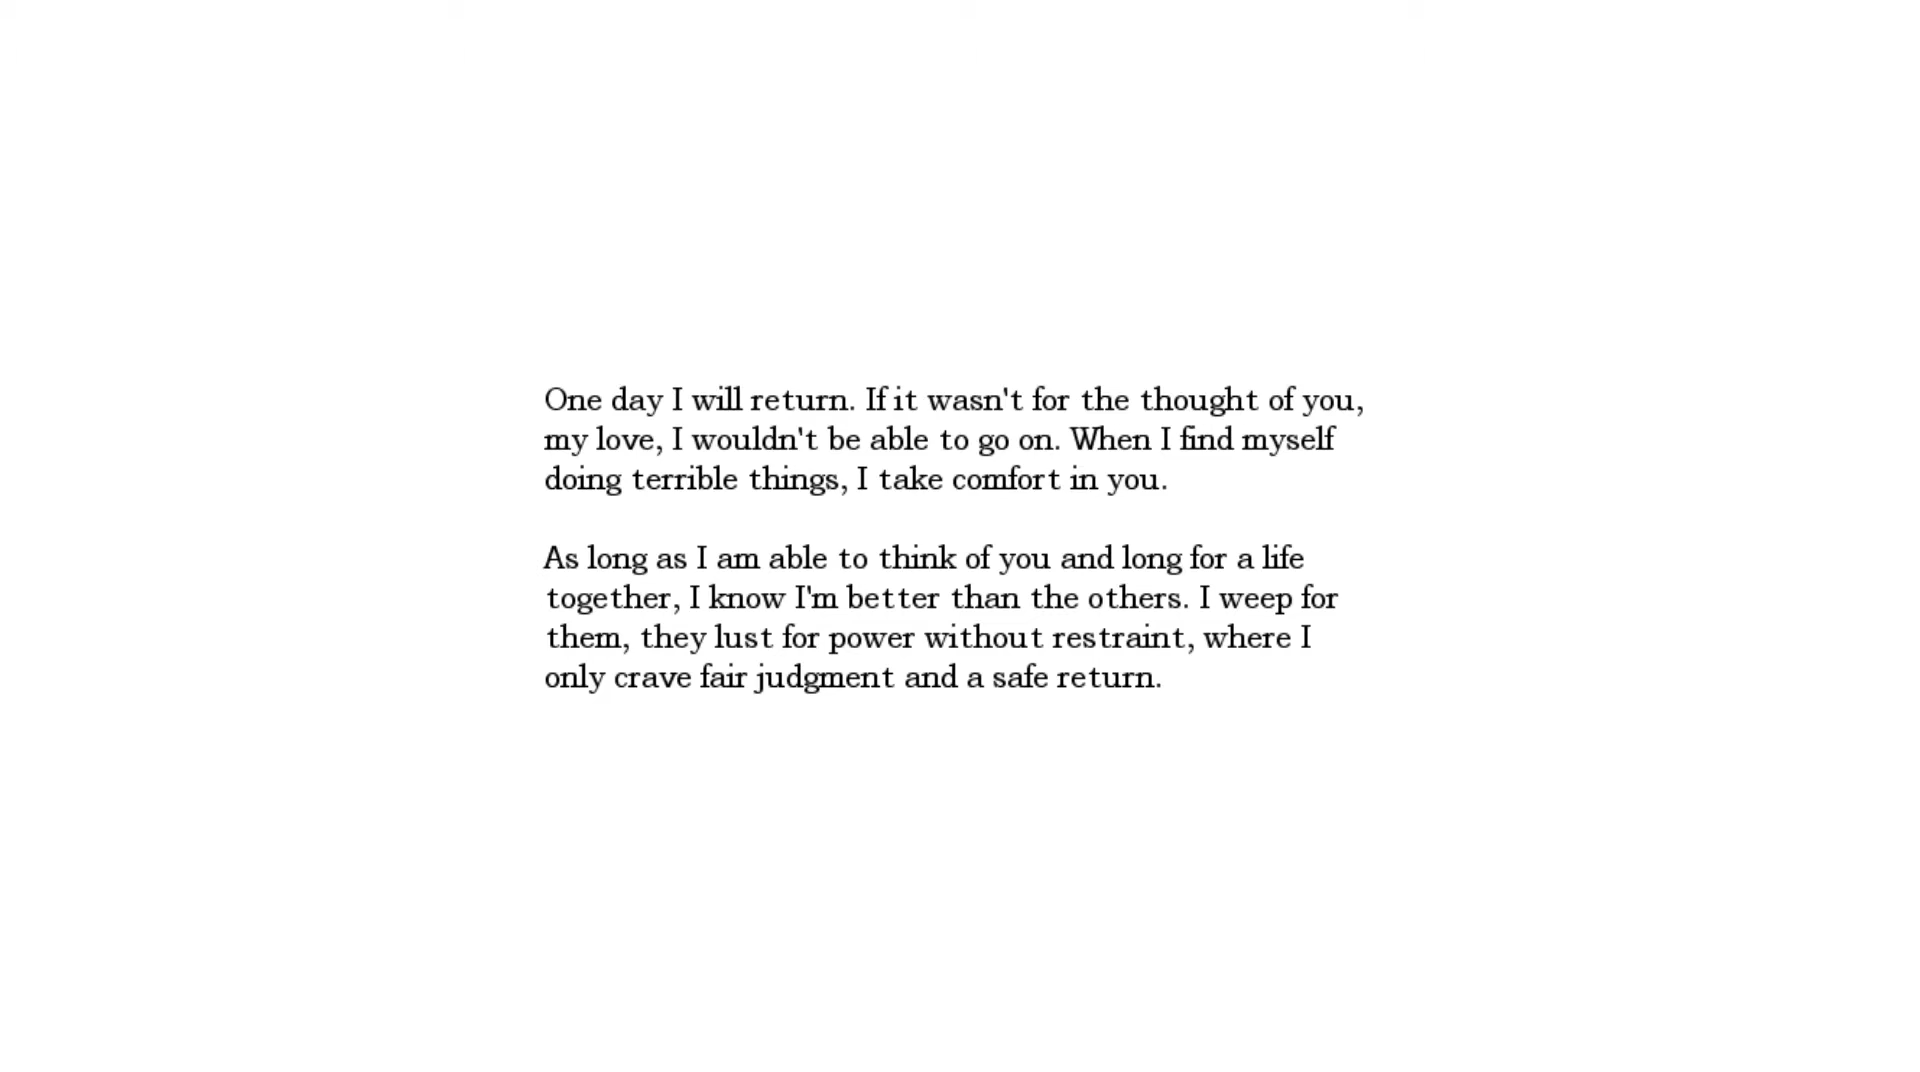 One day I will return. If it wasn't for the thought of you,
my love, I wouldn't be able to go on. When I find myself
doing terrible things, I take comfort in you.
As long as I am able to think of you and long for a life
together, I know I'm better than the others. I weep for
them, they lust for power without restraint, where I
only crave fair judgment and a safe return.